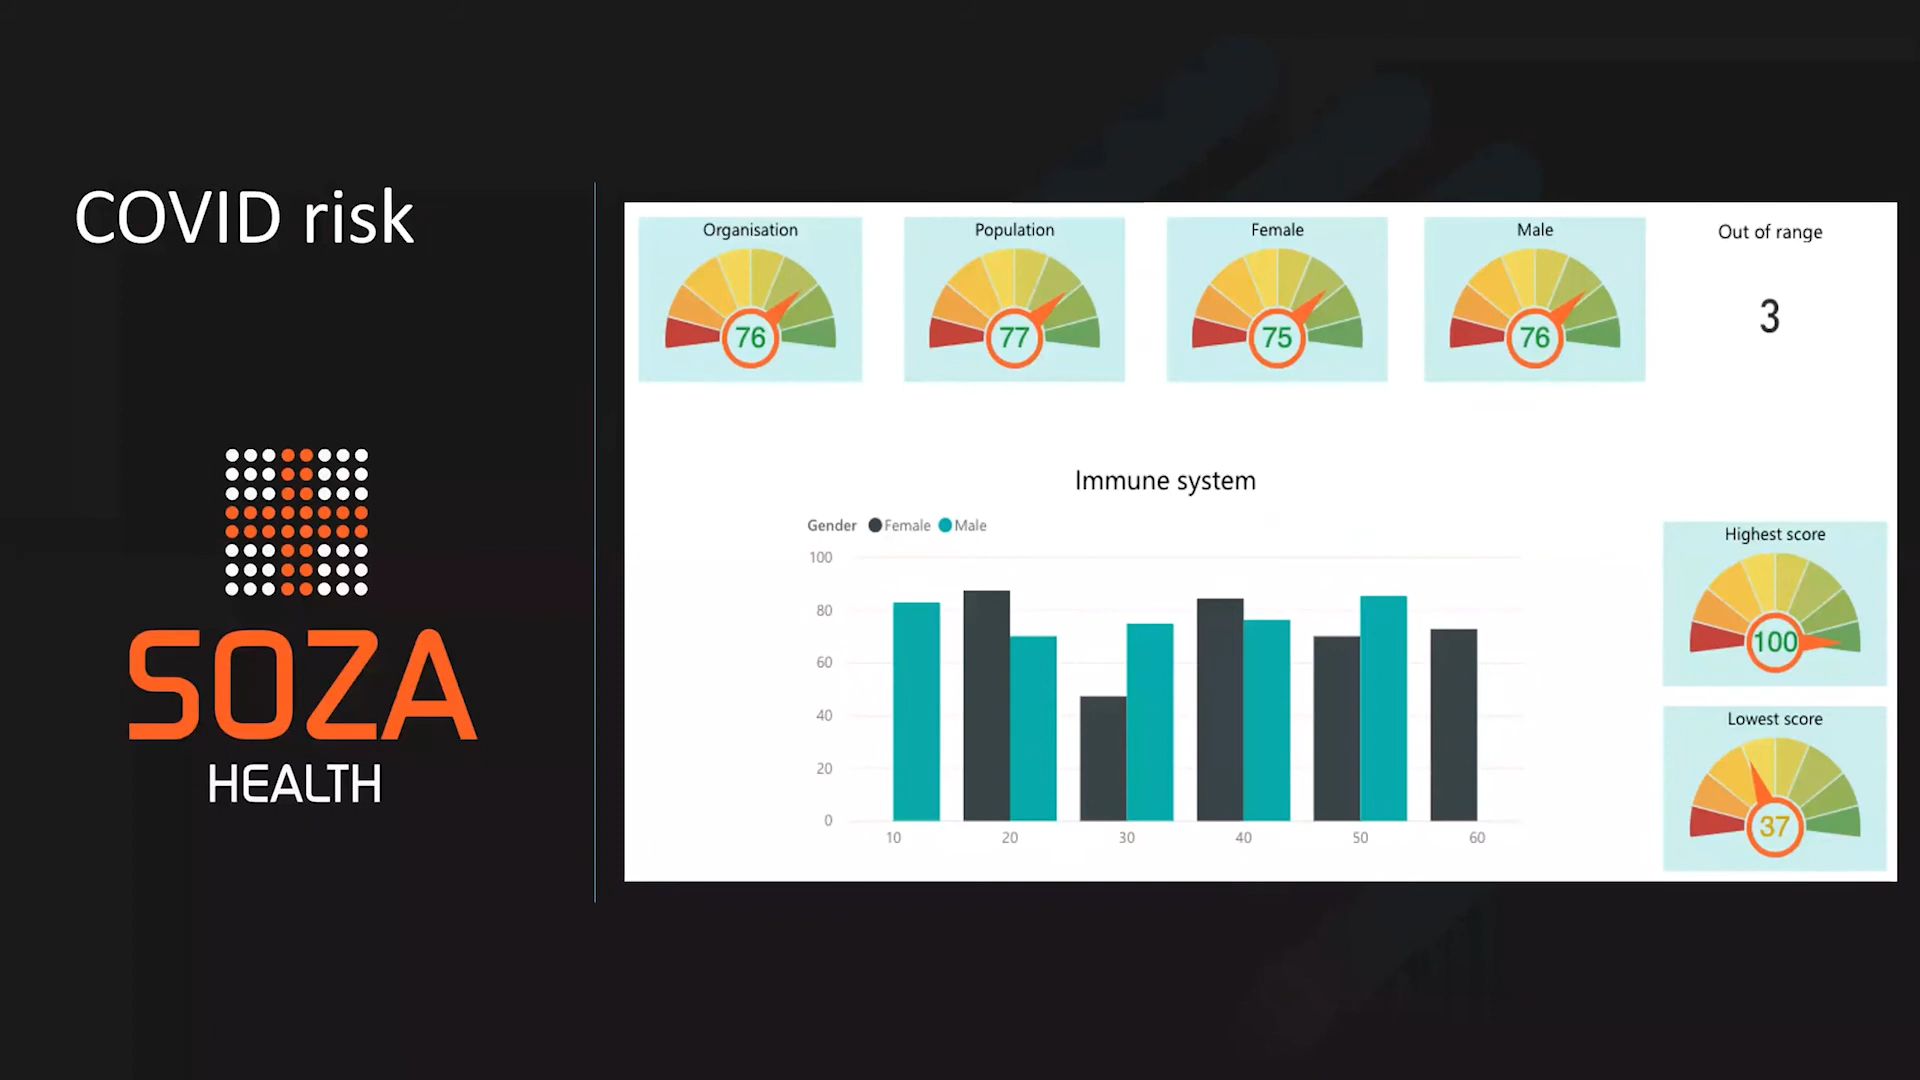 COVID risk
SOZA
HEALTH
Organisation
76
Population
77
Female
75
Male
76
Out of range
3
Immune system
Gender Female Male
100
80
60
40
20
0
10 20 30 40 50 60
Highest score
100
Lowest score
37